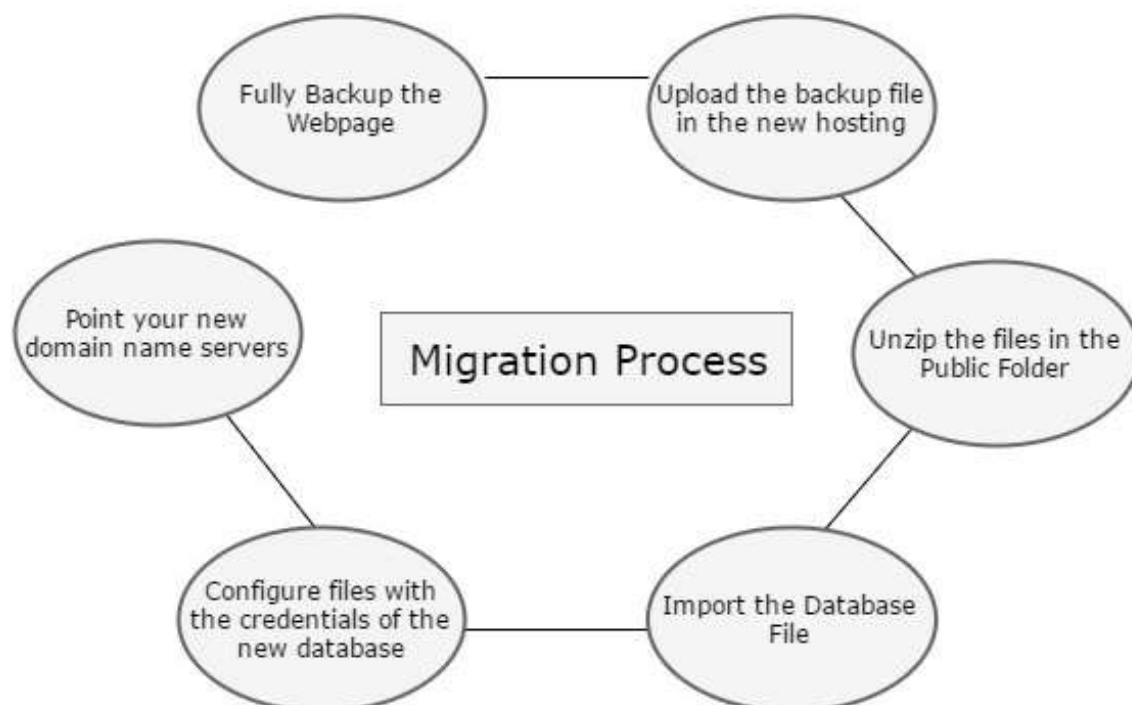 Fully Backup the
Webpage
Upload the backup file
in the new hosting
Unzip the files in the
Public Folder
Import the Database
File
Configure files with
the credentials of the
new database
Point your new
domain name servers
Migration Process